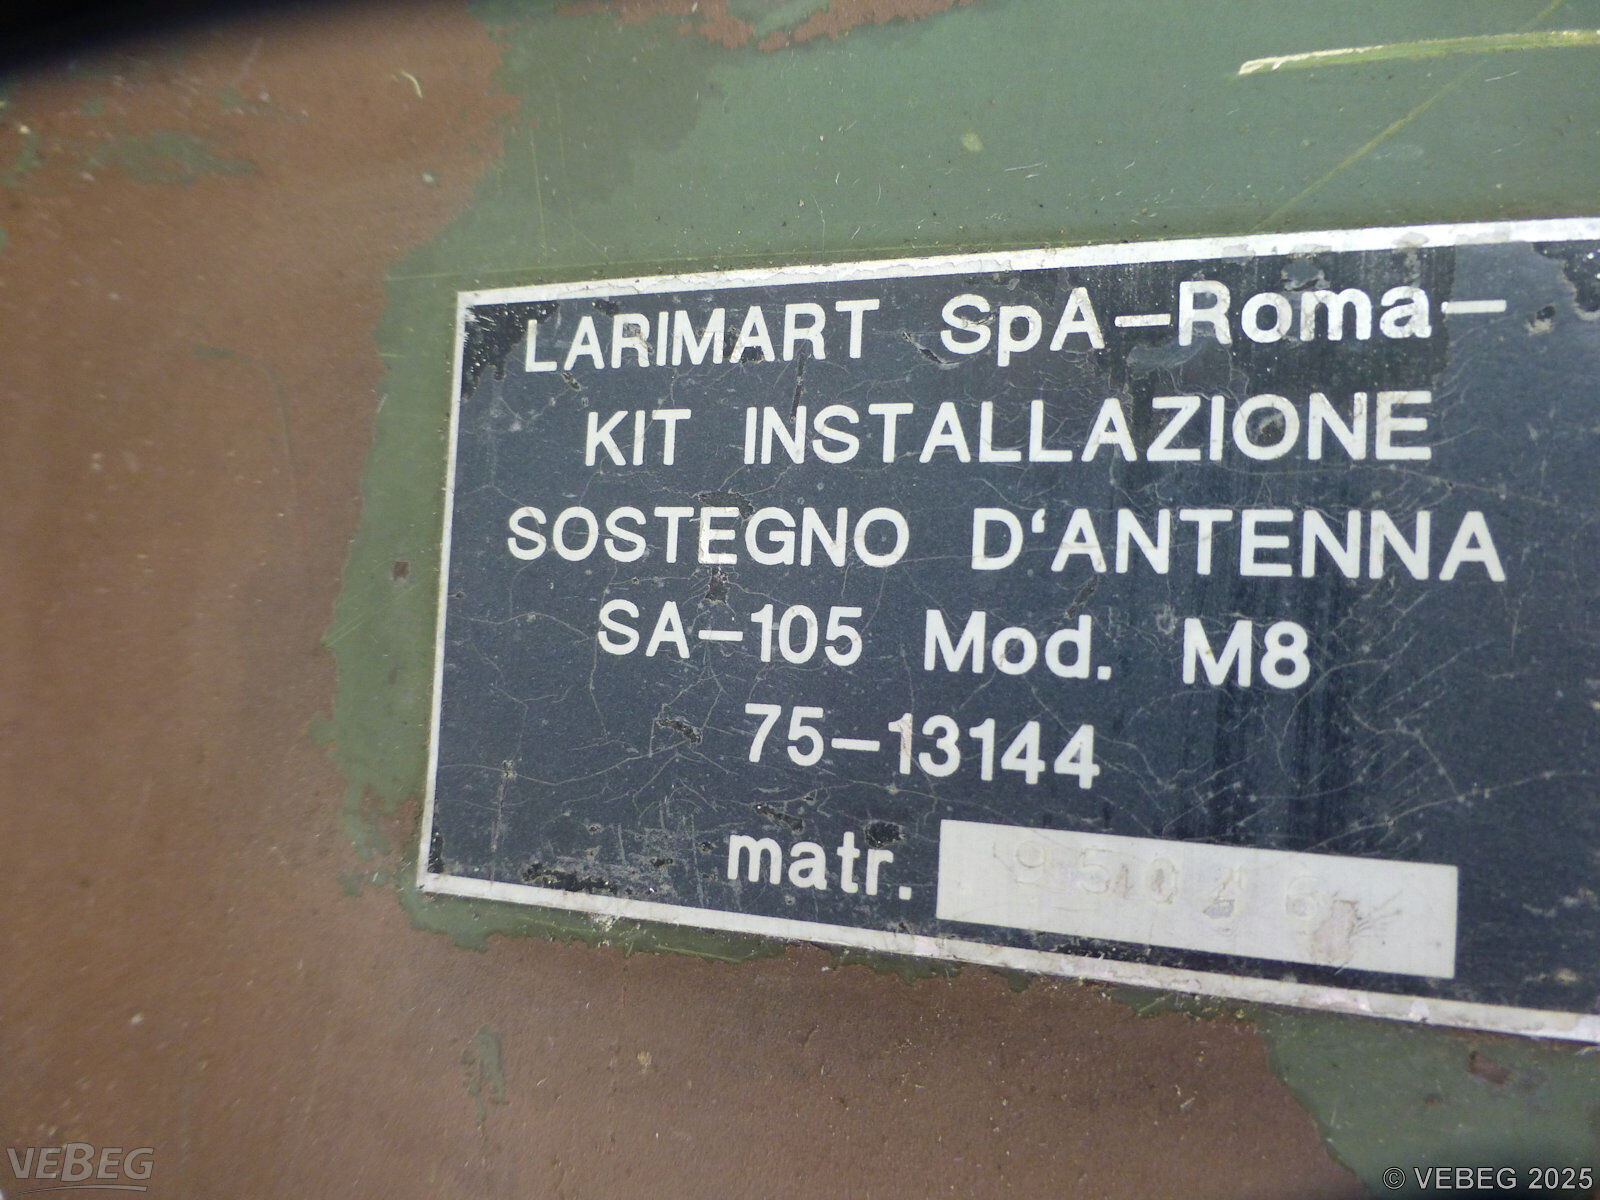 LARIMART SpA-Roma-
KIT INSTALLAZIONE
SOSTEGNO D'ANTENNA
SA-105 Mod. M8
75-13144
matr.
VEBEG
© VEBEG 2025